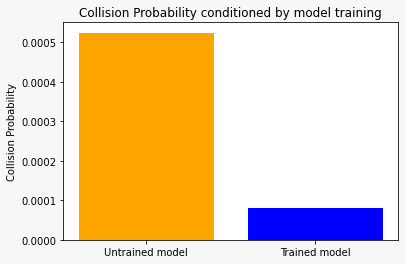 Collision Probability conditioned by model training
Collision Probability
0.0005
0.0004
0.0003
0.0002
0.0001
0.0000
Untrained model
Trained model